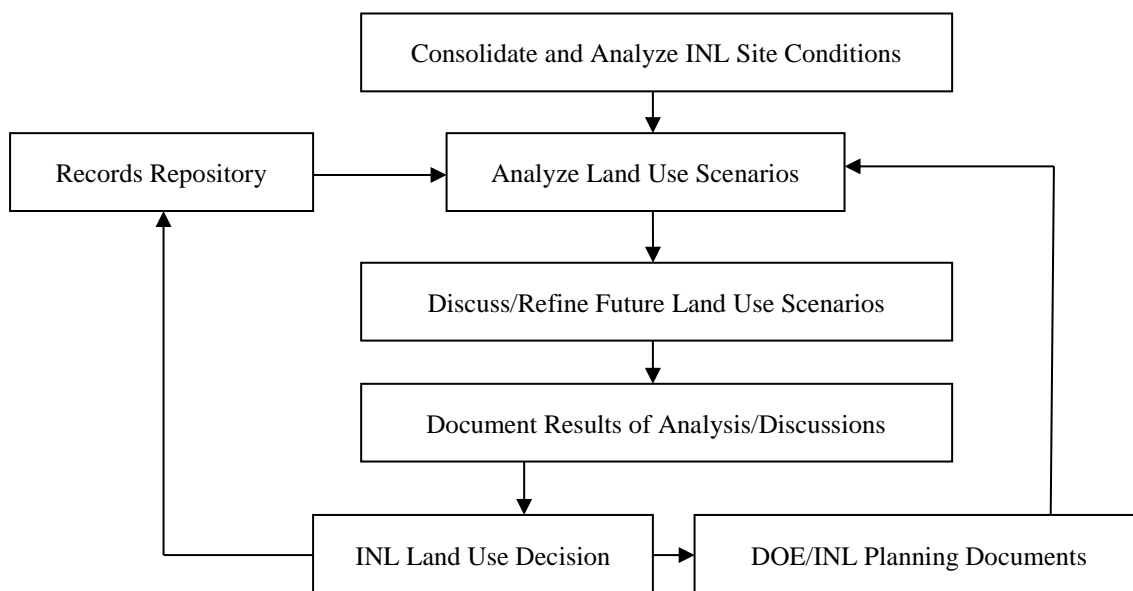 Consolidate and Analyze INL Site Conditions
Records Repository
Analyze Land Use Scenarios
Discuss/Refine Future Land Use Scenarios
Document Results of Analysis/Discussions
INL Land Use Decision
DOE/INL Planning Documents